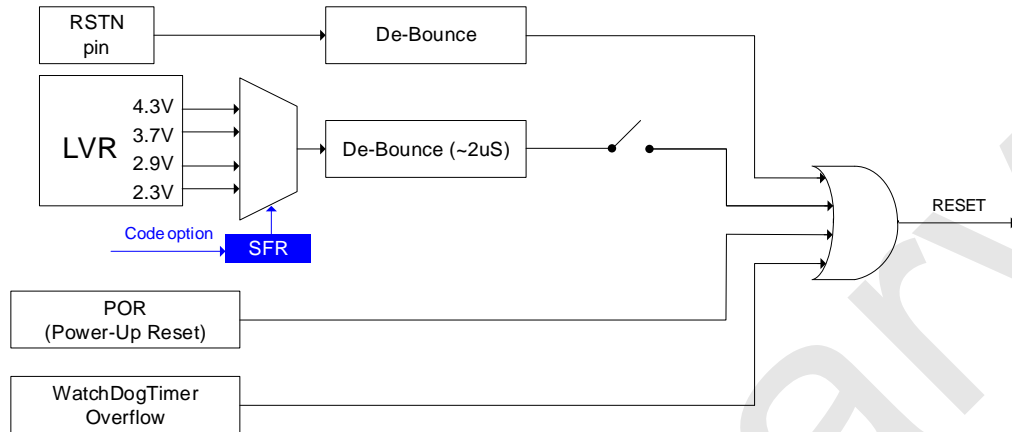 RSTN
pin
De-Bounce
4.3V
3.7V
LVR
2.9V
2.3V
De-Bounce (~2uS)
RESET
Code option
SFR
POR
(Power-Up Reset)
WatchDogTimer
Overflow